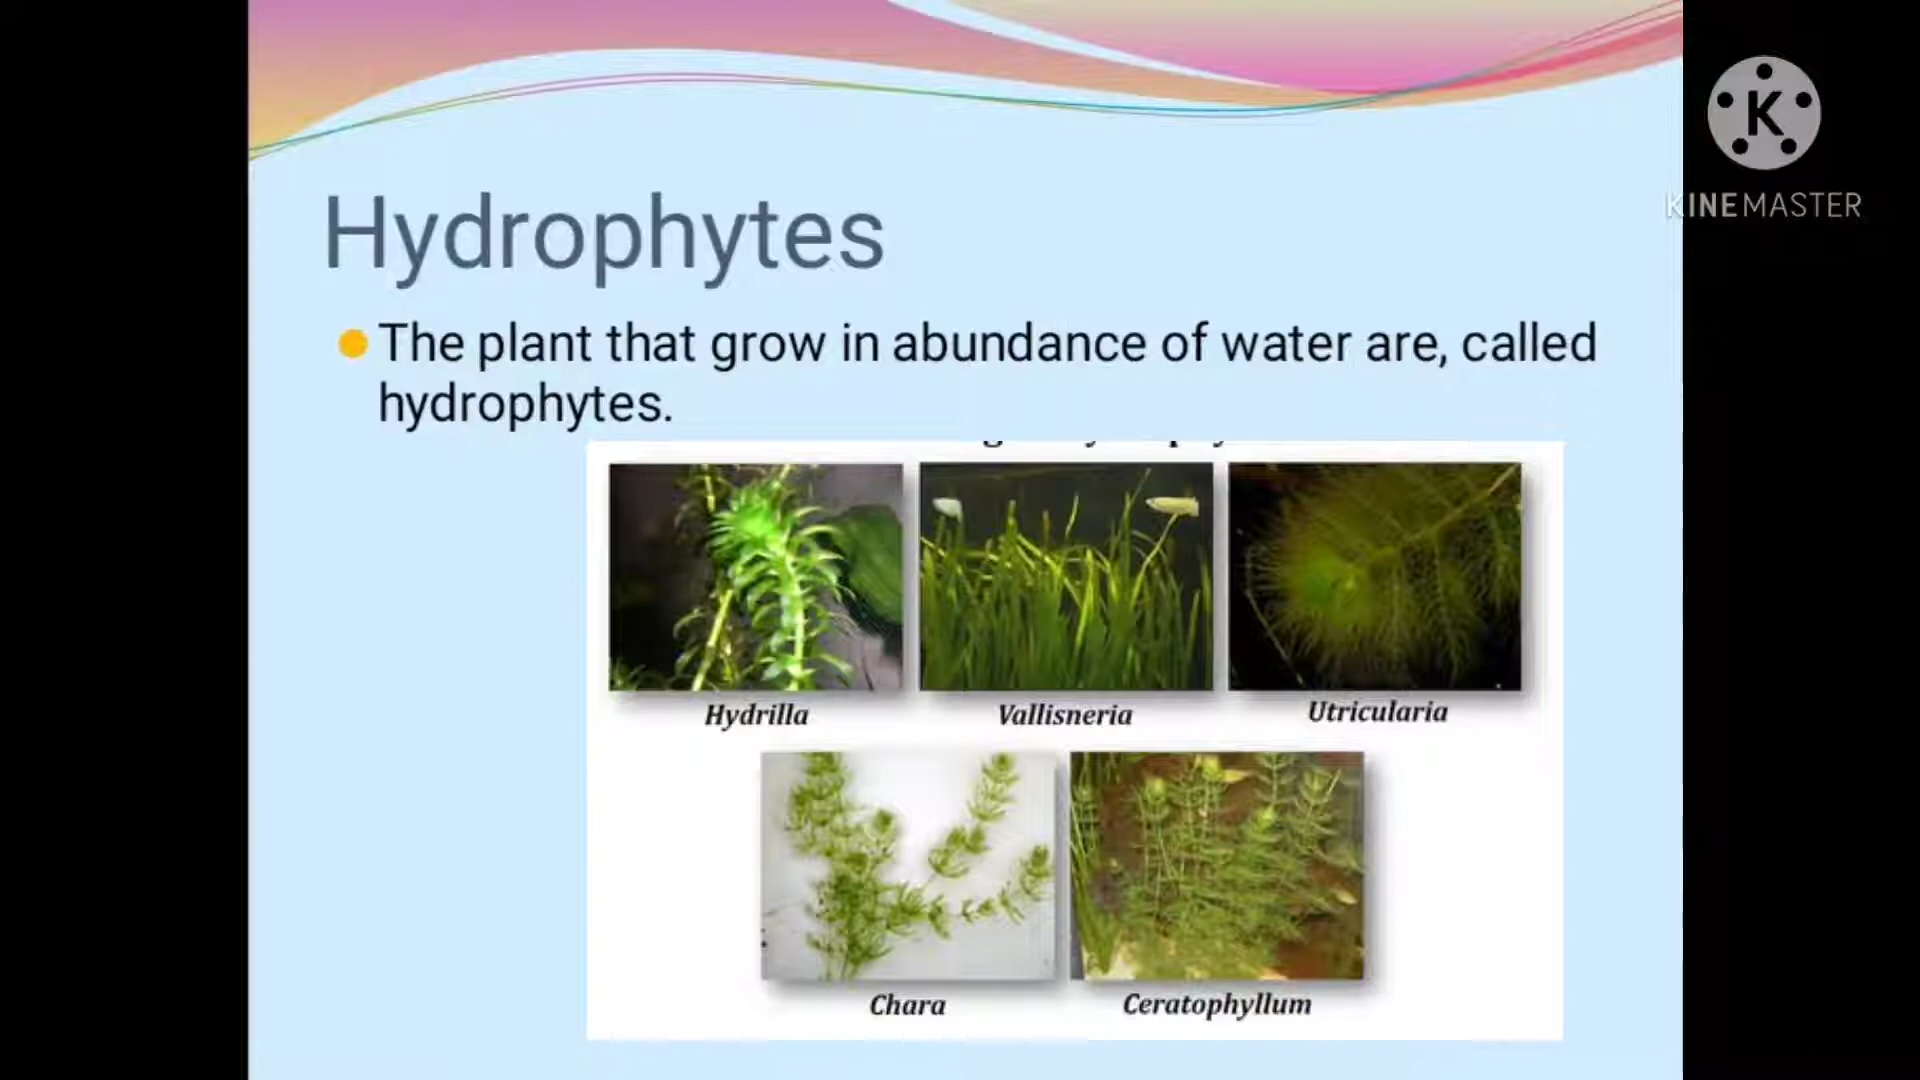 K
KINEMASTER
Hydrophytes
The plant that grow in abundance of water are, called
hydrophytes.
Hydrilla
Vallisneria
Utricularia
Chara
Ceratophyllum